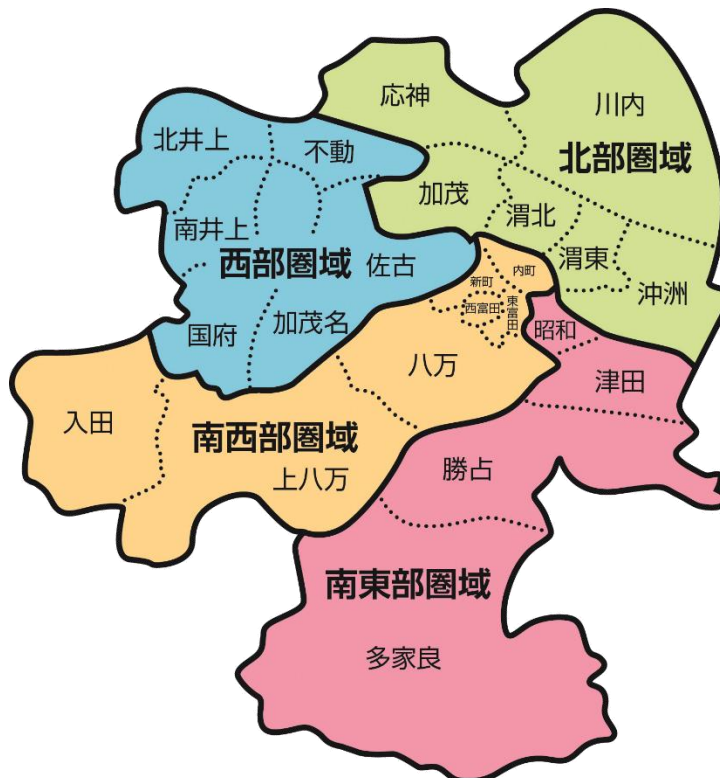 応神
川内
北井上
不動
北部圏域
加茂
渭北
南井上
渭東
西部圏域
佐古
内町
新町
沖洲
西富田
東富田
国府
加茂名
昭和
八万
津田
入田
南西部圏域
上八万
勝占
南東部圏域
多家良